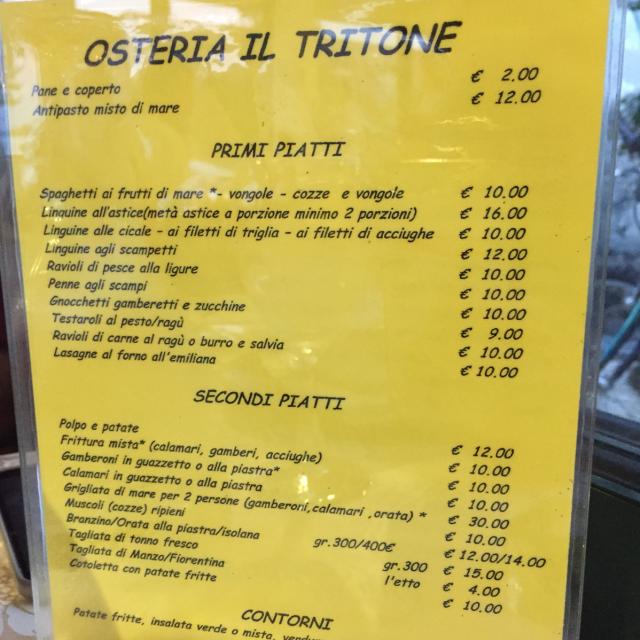 OSTERIA IL TRITONE
Pane e coperto € 2.00
Antipasto misto di mare € 12.00
PRIMI PIATTI
Spaghetti ai frutti di mare *- vongole - cozze e vongole € 10.00
Linguine all'astice(metà astice a porzione minimo 2 porzioni) € 16.00
Linguine alle cicale - ai filetti di triglia - ai filetti di acciughe € 10.00
Linguine agli scampetti € 12.00
Ravioli di pesce alla ligure € 10.00
Penne agli scampi € 10.00
Gnocchetti gamberetti e zucchine € 10.00
Testaroli al pesto/ragù € 9.00
Ravioli di carne al ragù o burro e salvia € 10.00
Lasagne al forno all'emiliana € 10.00
SECONDI PIATTI
Polpo e patate € 12.00
Frittura mista* (calamari, gamberi, acciughe) € 10.00
Gamberoni in guazzetto o alla piastra* € 10.00
Calamari in guazzetto o alla piastra € 10.00
Grigliata di mare per 2 persone (gamberoni,calamari ,orata) * € 30.00
Muscoli (cozze) ripieni € 10.00
Branzino/Orata alla piastra/isolana gr.300/400€ € 12.00/14.00
Tagliata di tonno fresco gr.300 € 15.00
Tagliata di Manzo/Fiorentina l'etto € 4.00
Cotoletta con patate fritte € 10.00
CONTORNI
Patate fritte, insalata verde o mista,